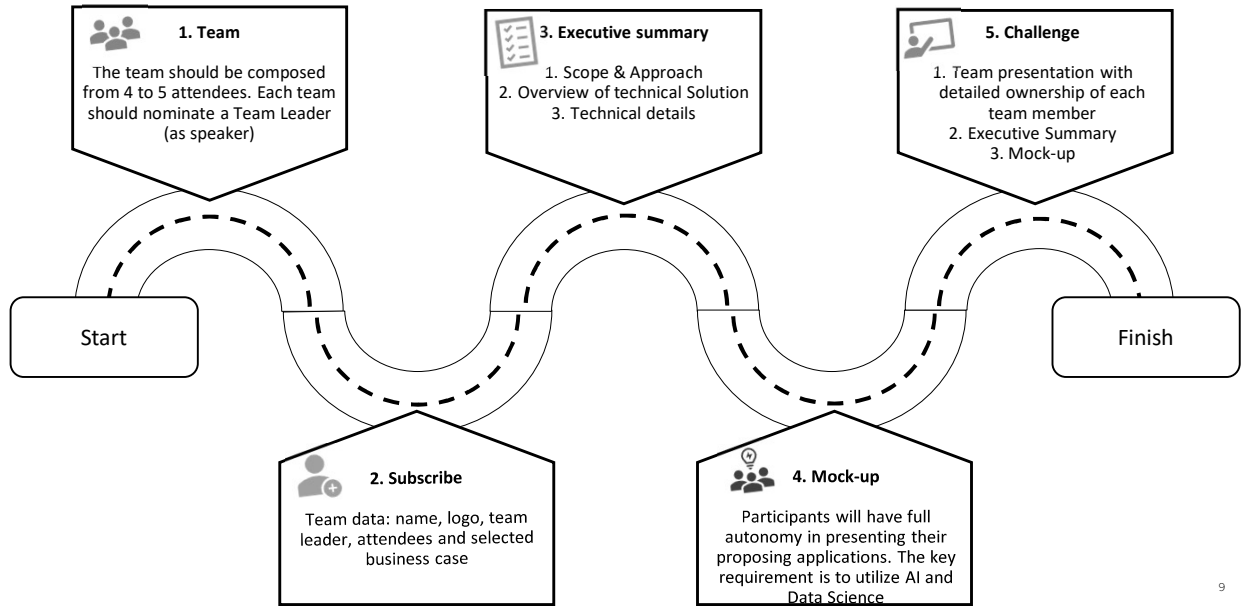 1. Team
The team should be composed
from 4 to 5 attendees. Each team
should nominate a Team Leader
(as speaker)
3. Executive summary
1. Scope & Approach
2. Overview of technical Solution
3. Technical details
5. Challenge
1. Team presentation with
detailed ownership of each
team member
2. Executive Summary
3. Mock-up
Start
Finish
2. Subscribe
Team data: name, logo, team
leader, attendees and selected
business case
4. Mock-up
Participants will have full
autonomy in presenting their
proposing applications. The key
requirement is to utilize AI and
Data Science
9